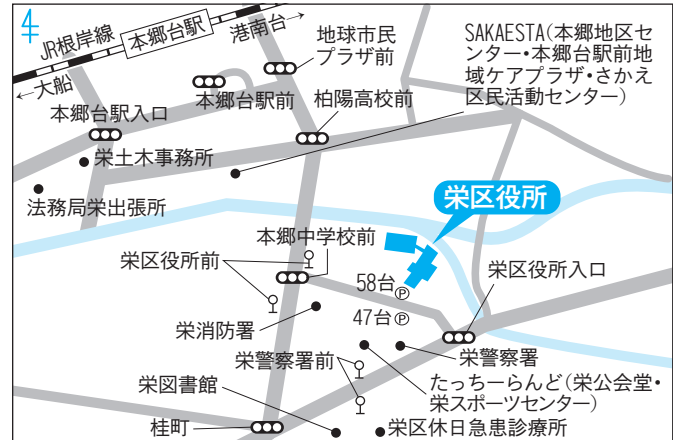 JR根岸線
本郷台駅
港南台→
←大船
地球市民
プラザ前
SAKAESTA(本郷地区セ
ンター・本郷台駅前地
域ケアプラザ・さかえ
区民活動センター)
本郷台駅入口
本郷台駅前
柏陽高校前
栄土木事務所
法務局栄出張所
栄区役所
本郷中学校前
栄区役所前
栄区役所入口
58台Ⓟ
47台Ⓟ
栄消防署
栄警察署前
栄警察署
たっちーらんど(栄公会堂・
栄スポーツセンター)
栄図書館
桂町
栄区休日急患診療所